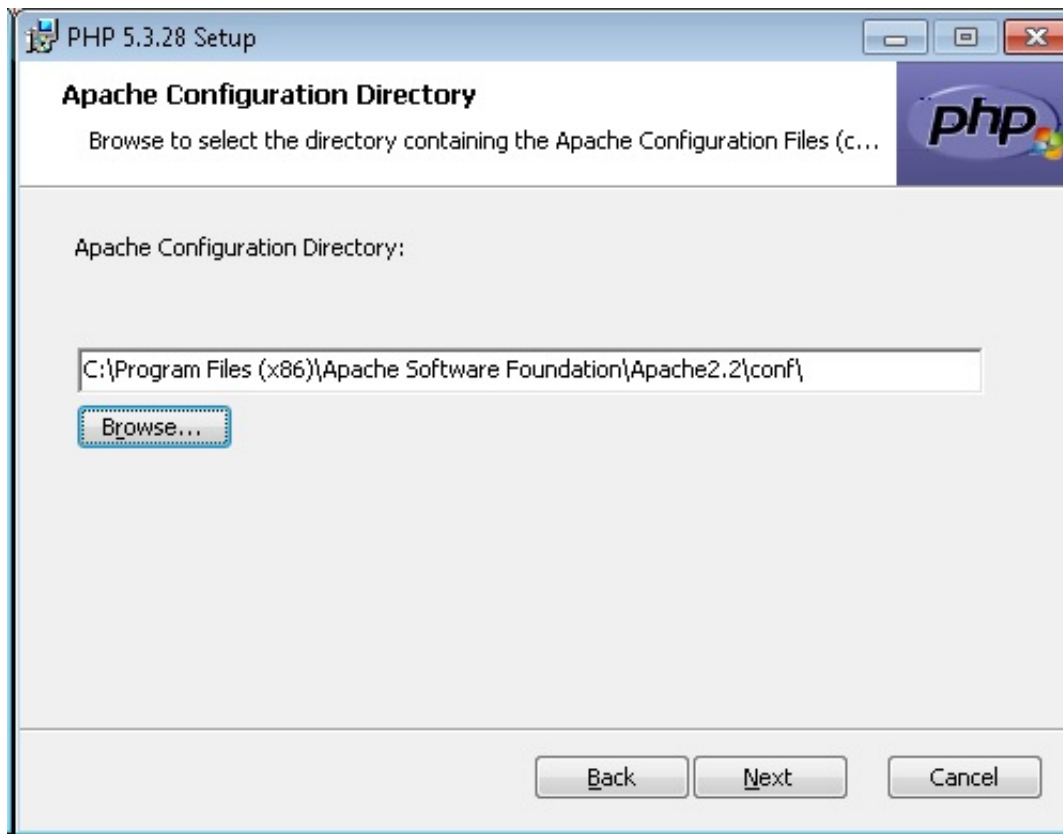 PHP 5.3.28 Setup
Apache Configuration Directory
Browse to select the directory containing the Apache Configuration Files (c...
php
Apache Configuration Directory:
C:\Program Files (x86)\Apache Software Foundation\Apache2.2\conf\
Browse...
Back Next Cancel